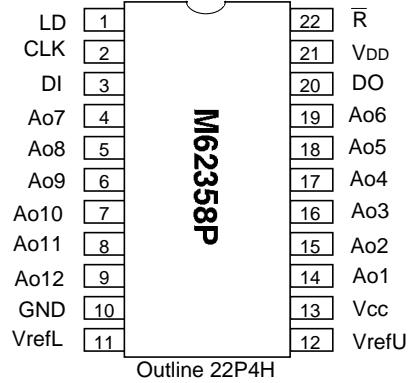 LD 1 22 R̅
CLK 2 21 VDD
DI 3 20 DO
Ao7 4 19 Ao6
Ao8 5 18 Ao5
Ao9 6 17 Ao4
Ao10 7 16 Ao3
Ao11 8 15 Ao2
Ao12 9 14 Ao1
GND 10 13 Vcc
VrefL 11 12 VrefU
M62358P
Outline 22P4H